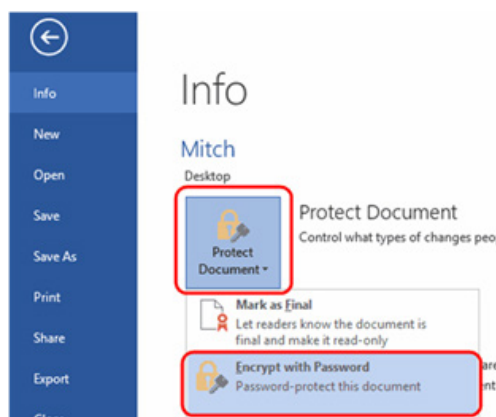 Info
Info
New
Mitch
Open
Desktop
Save
Protect Document
Control what types of changes peo
Save As
Protect
Document
Print
Mark as Final
Let readers know the document is
final and make it read-only
Share
Encrypt with Password
Password-protect this document
Export